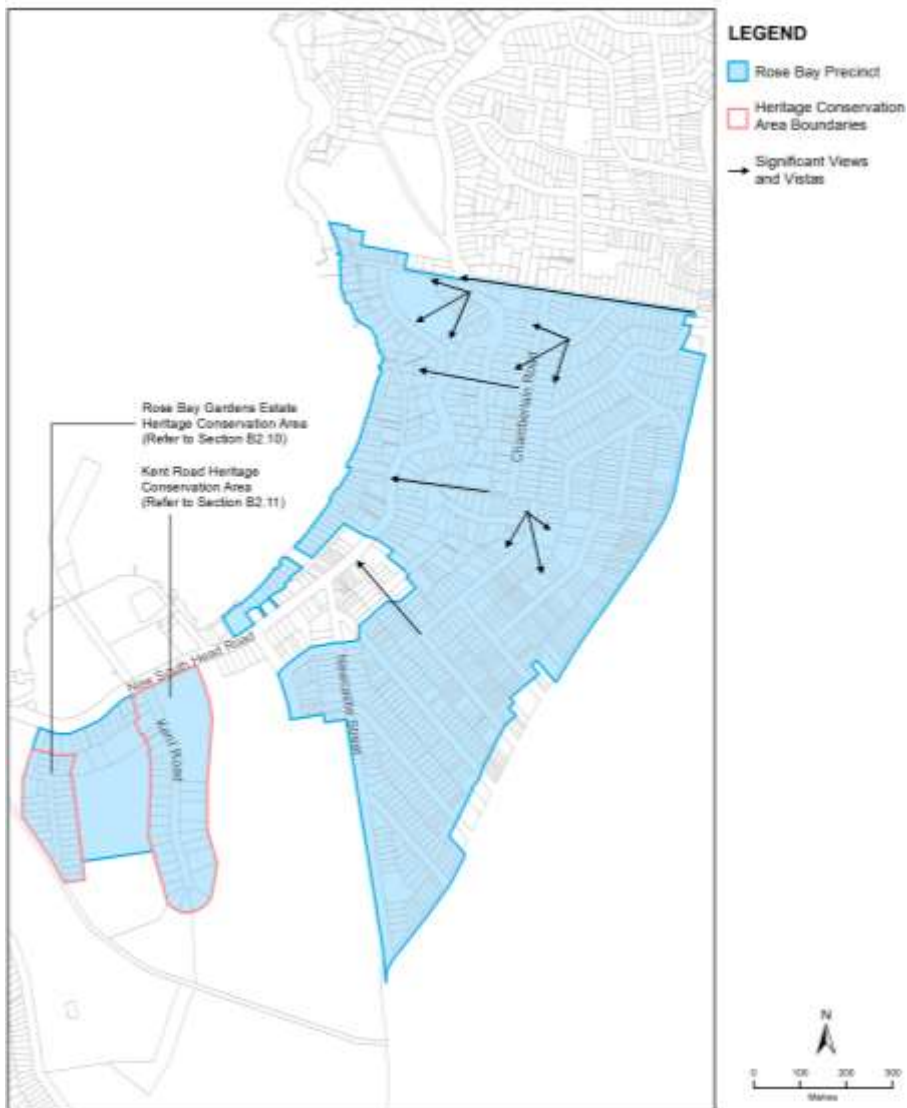 LEGEND
Rose Bay Precinct
Heritage Conservation
Area Boundaries
Significant Views
and Vistas
Chamberlain Road
Rose Bay Gardens Estate
Heritage Conservation Area
(Refer to Section B2.10)
Kent Road Heritage
Conservation Area
(Refer to Section B2.11)
New South Head Road
Newcastle Street
Kent Road
N
0 100 200 300
Metres